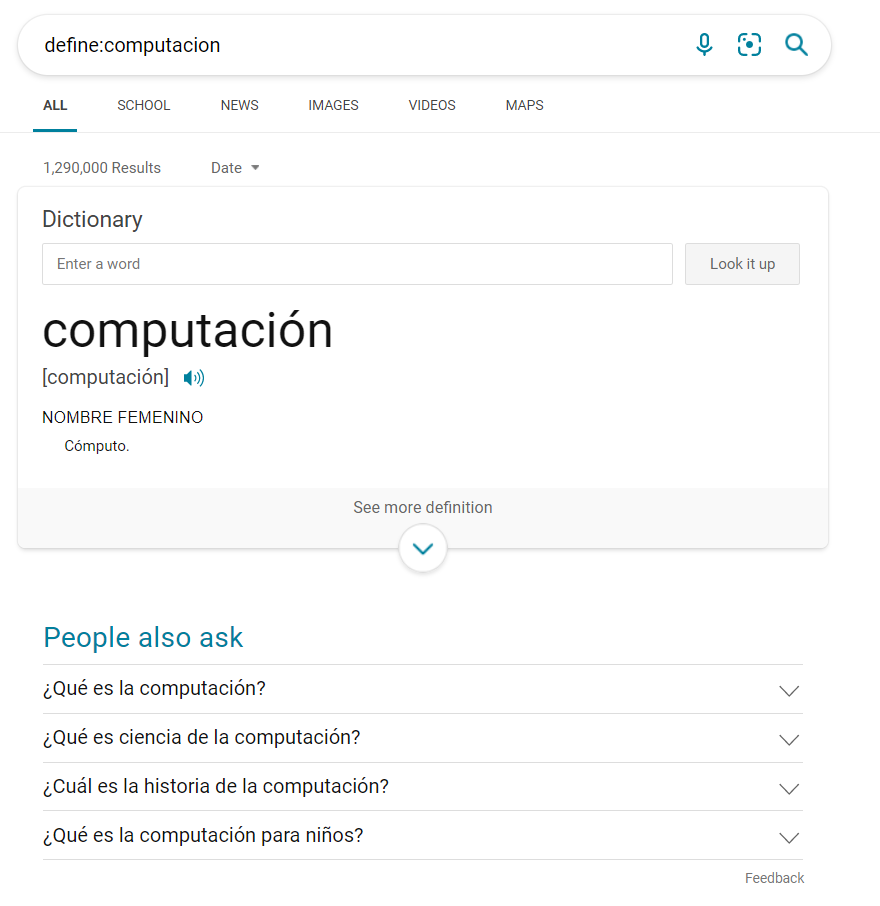 define:computacion
ALL SCHOOL NEWS IMAGES VIDEOS MAPS
1,290,000 Results Date
Dictionary
Enter a word Look it up
computación
[computación]
NOMBRE FEMENINO
Cómputo.
See more definition
People also ask
¿Qué es la computación?
¿Qué es ciencia de la computación?
¿Cuál es la historia de la computación?
¿Qué es la computación para niños?
Feedback